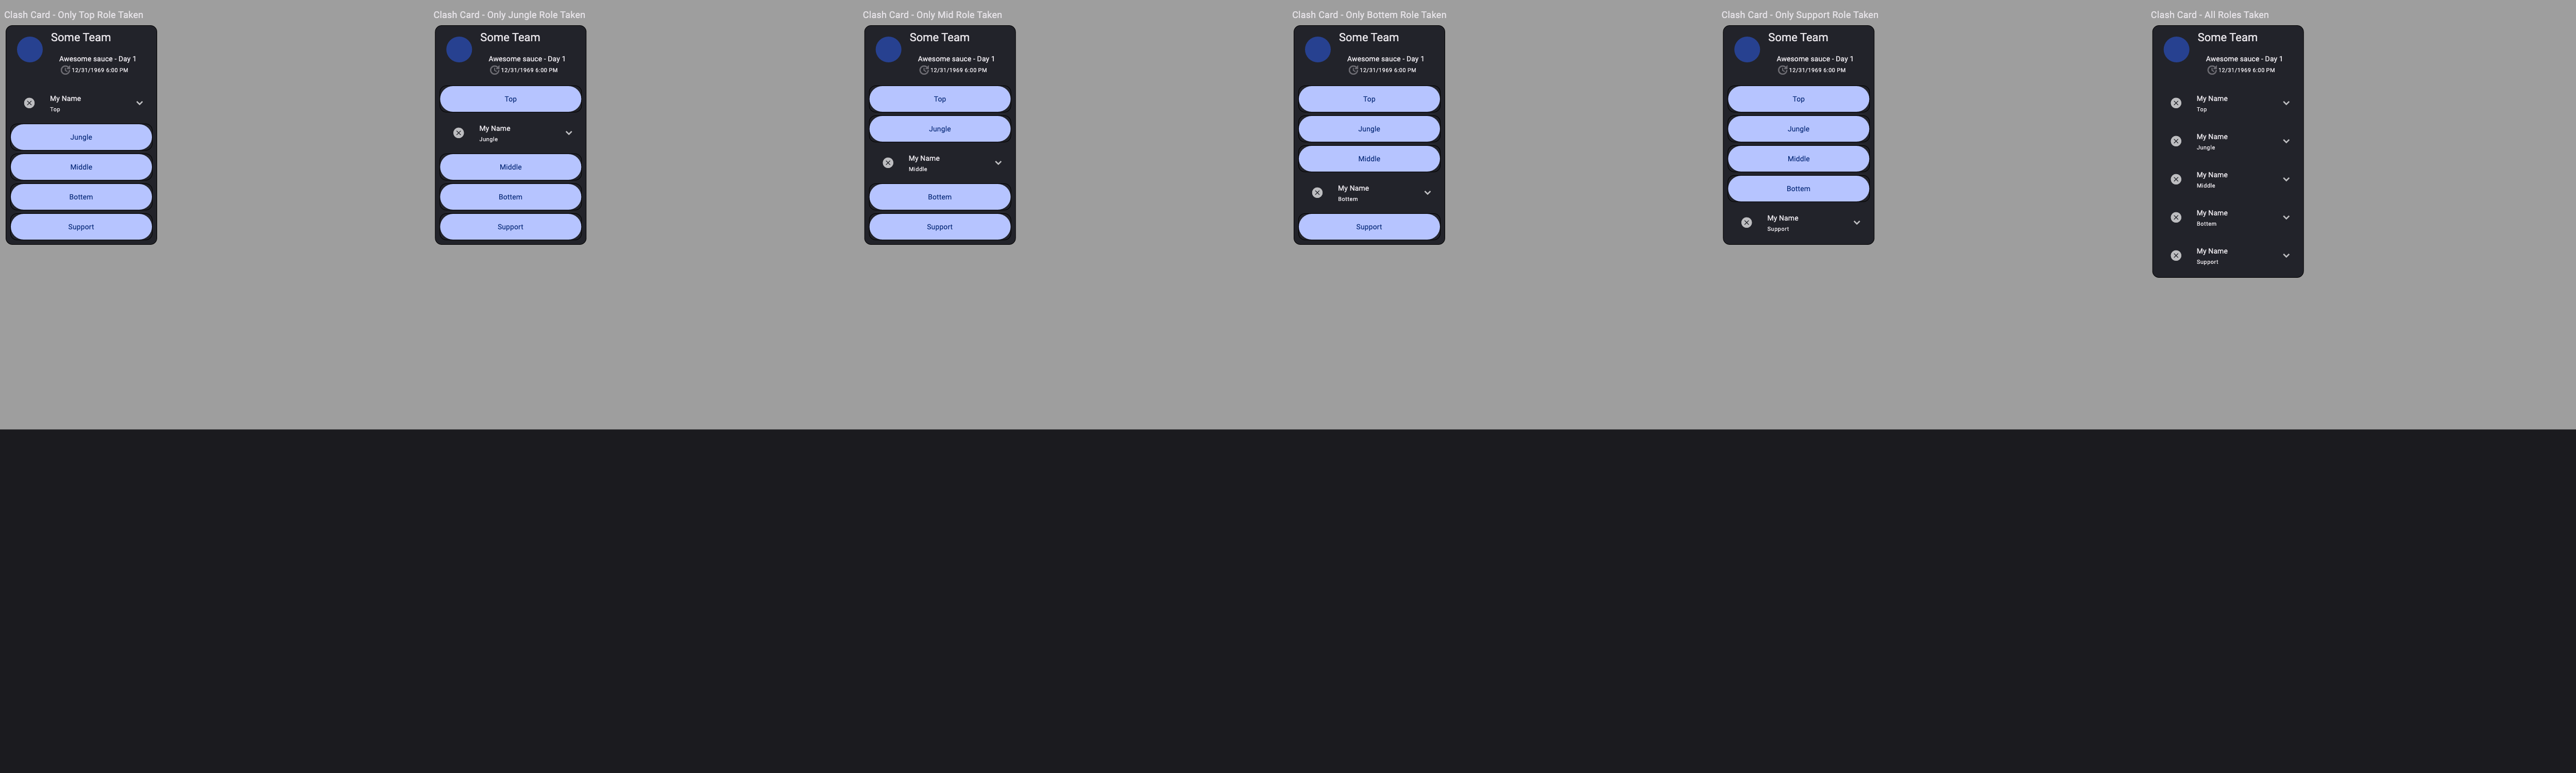 Clash Card - Only Top Role Taken
Some Team
Awesome sauce - Day 1
12/31/1969 6:00 PM
My Name
Top
Jungle
Middle
Bottem
Support
Clash Card - Only Jungle Role Taken
Some Team
Awesome sauce - Day 1
12/31/1969 6:00 PM
Top
My Name
Jungle
Middle
Bottem
Support
Clash Card - Only Mid Role Taken
Some Team
Awesome sauce - Day 1
12/31/1969 6:00 PM
Top
Jungle
My Name
Middle
Bottem
Support
Clash Card - Only Bottem Role Taken
Some Team
Awesome sauce - Day 1
12/31/1969 6:00 PM
Top
Jungle
Middle
My Name
Bottem
Support
Clash Card - Only Support Role Taken
Some Team
Awesome sauce - Day 1
12/31/1969 6:00 PM
Top
Jungle
Middle
Bottem
My Name
Support
Clash Card - All Roles Taken
Some Team
Awesome sauce - Day 1
12/31/1969 6:00 PM
My Name
Top
My Name
Jungle
My Name
Middle
My Name
Bottem
My Name
Support